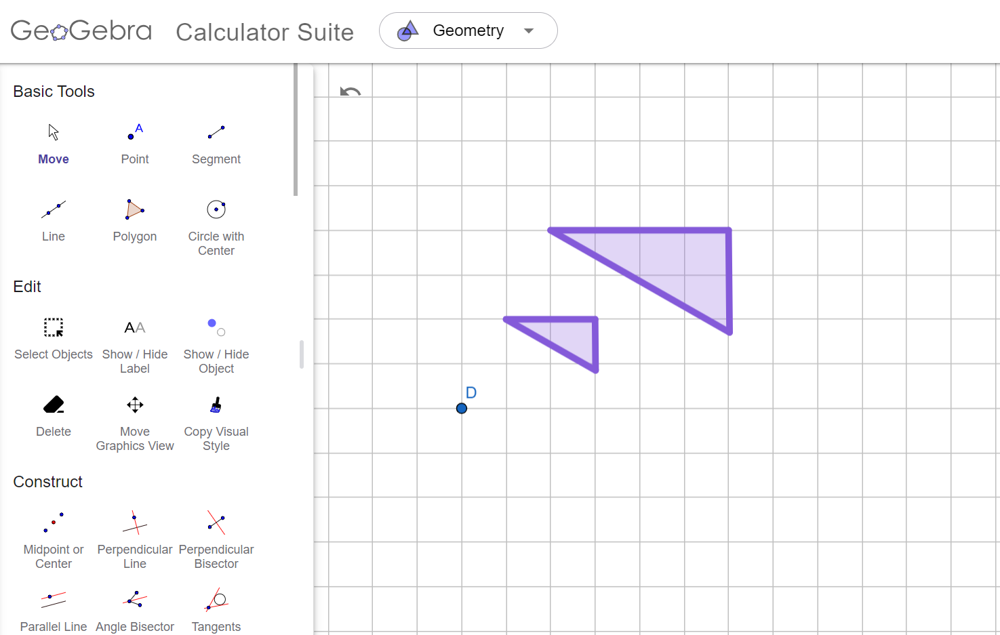 GeoGebra Calculator Suite Geometry
Basic Tools
A
Move Point Segment
Line Polygon Circle with
Center
Edit
AA
Select Objects Show / Hide Show / Hide
Label Object
D
Delete Move Copy Visual
Graphics View Style
Construct
Midpoint or Perpendicular Perpendicular
Center Line Bisector
Parallel Line Angle Bisector Tangents